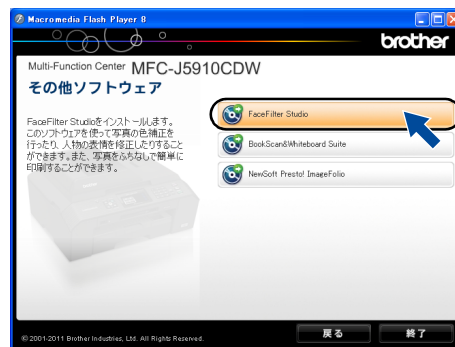 Macromedia Flash Player 8
brother
Multi-Function Center MFC-J5910CDW
その他ソフトウェア
FaceFilter Studioをインストールします。
このソフトウェアを使って写真の色補正を
行ったり、人物の表情を修正したりすること
ができます。また、写真をふちなしで簡単に
印刷することができます。
FaceFilter Studio
BookScan&Whiteboard Suite
NewSoft Presto! ImageFolio
© 2001-2011 Brother Industries, Ltd. All Rights Reserved.
戻る
終了